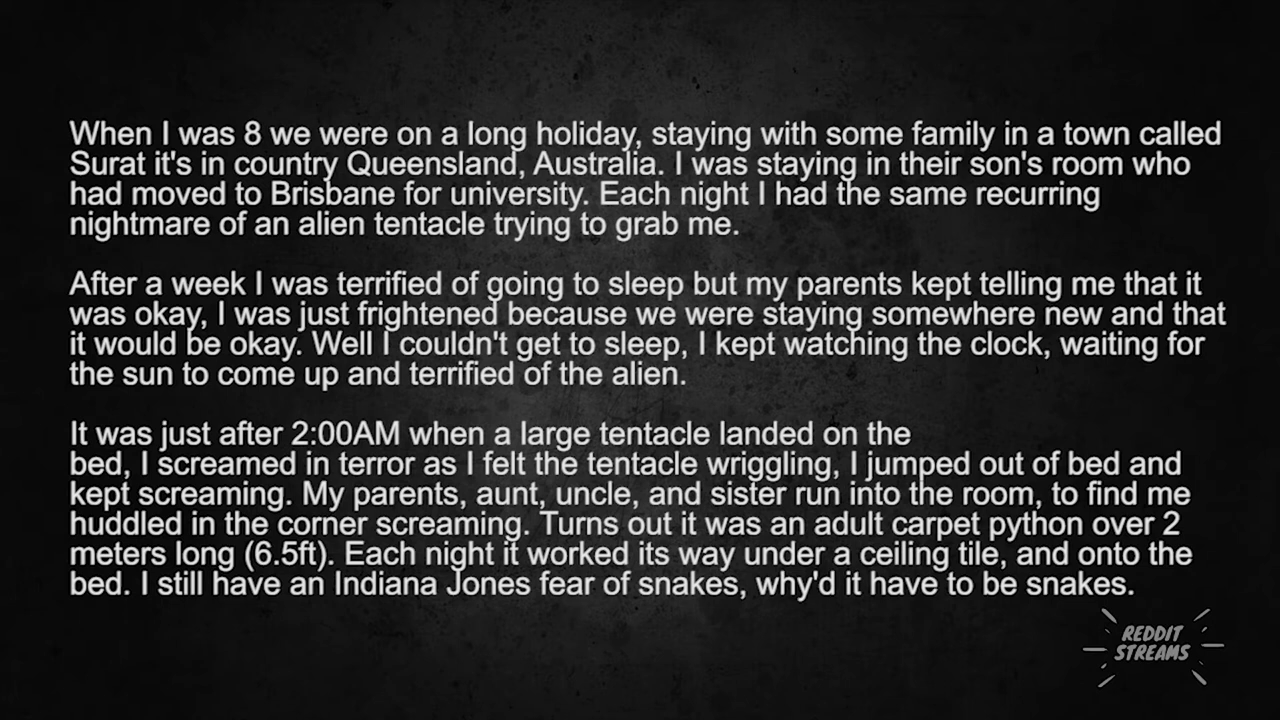 When I was 8 we were on a long holiday, staying with some family in a town called
Surat it's in country Queensland, Australia. I was staying in their son's room who
had moved to Brisbane for university. Each night I had the same recurring
nightmare of an alien tentacle trying to grab me.
After a week I was terrified of going to sleep but my parents kept telling me that it
was okay, I was just frightened because we were staying somewhere new and that
it would be okay. Well I couldn't get to sleep, I kept watching the clock, waiting for
the sun to come up and terrified of the alien.
It was just after 2:00AM when a large tentacle landed on the
bed, I screamed in terror as I felt the tentacle wriggling, I jumped out of bed and
kept screaming. My parents, aunt, uncle, and sister run into the room, to find me
huddled in the corner screaming. Turns out it was an adult carpet python over 2
meters long (6.5ft). Each night it worked its way under a ceiling tile, and onto the
bed. I still have an Indiana Jones fear of snakes, why'd it have to be snakes.
REDDIT
STREAMS